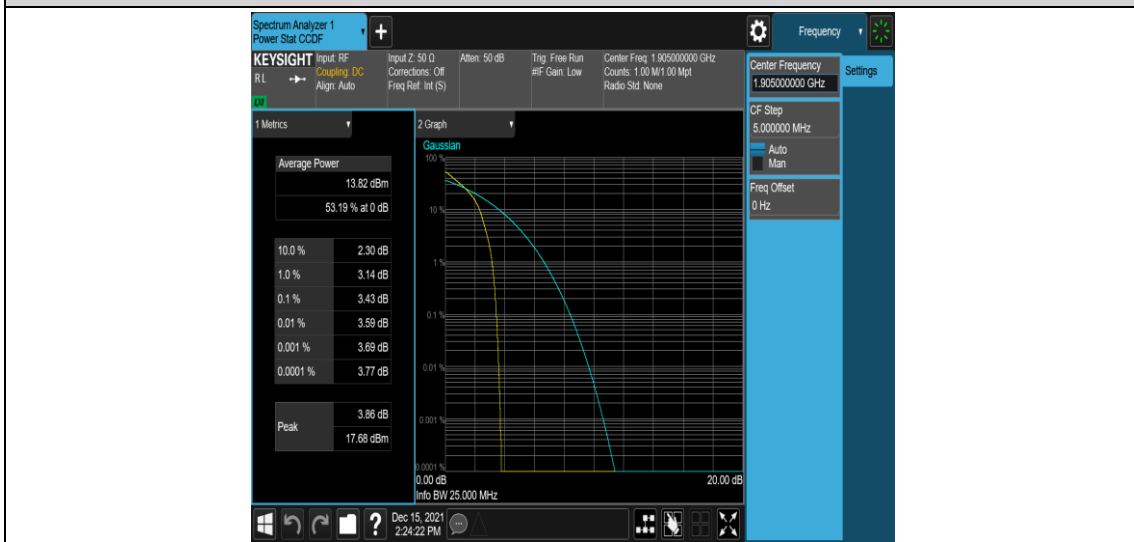 Spectrum Analyzer 1
Power Stat CCDF
+
Frequency
KEYSIGHT
RL
LXI
Input: RF
Coupling: DC
Align: Auto
Input Z: 50 Ω
Corrections: Off
Freq Ref: Int (S)
Atten: 50 dB
Trig: Free Run
#IF Gain: Low
Center Freq: 1.905000000 GHz
Counts: 1.00 M/1.00 Mpt
Radio Std: None
Center Frequency
1.905000000 GHz
Settings
CF Step
5.000000 MHz
Auto
Man
Freq Offset
0 Hz
1 Metrics
Average Power
13.82 dBm
53.19 % at 0 dB
10.0 % 2.30 dB
1.0 % 3.14 dB
0.1 % 3.43 dB
0.01 % 3.59 dB
0.001 % 3.69 dB
0.0001 % 3.77 dB
Peak 3.86 dB
17.68 dBm
2 Graph
Gaussian
100 %
10 %
1 %
0.1 %
0.01 %
0.001 %
0.0001 %
0.00 dB 20.00 dB
Info BW 25.000 MHz
?
Dec 15, 2021
2:24:22 PM